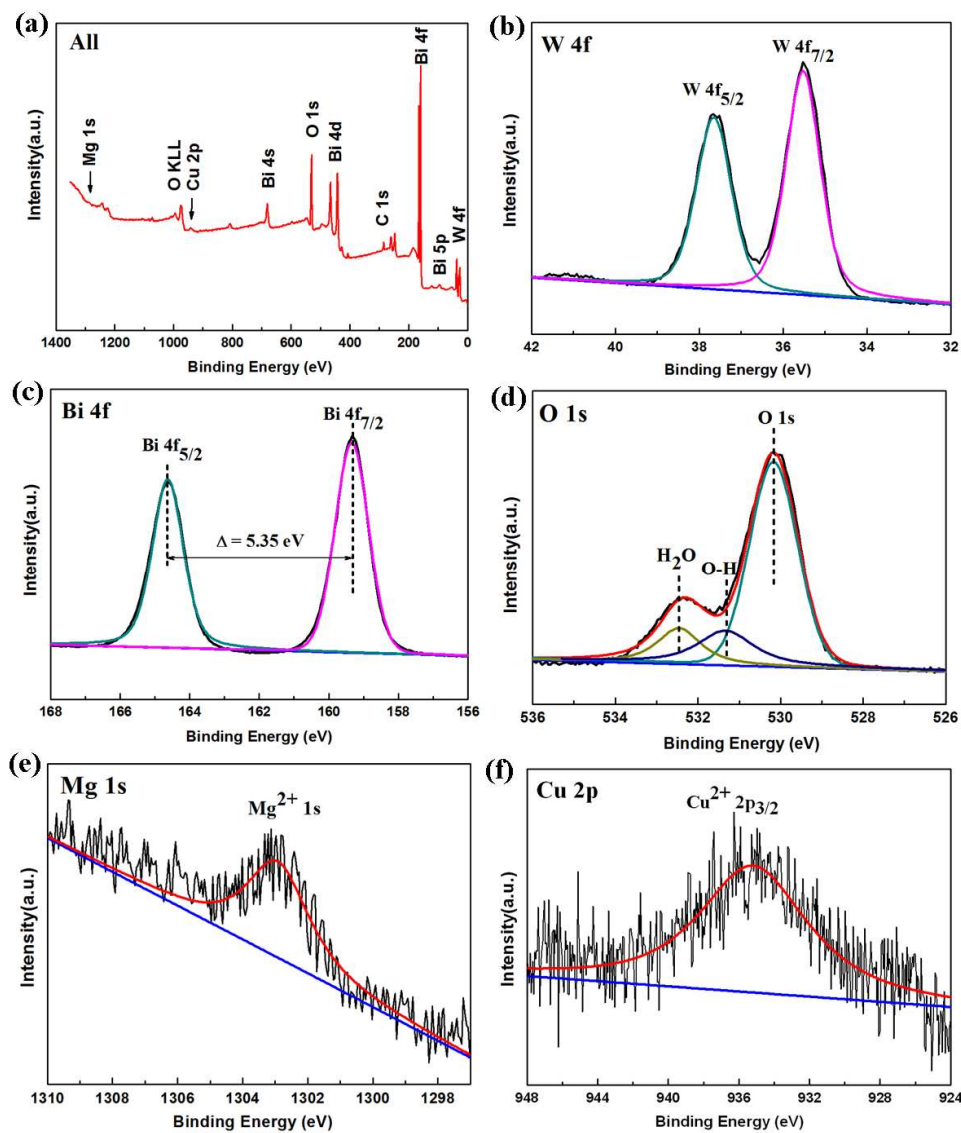 (a)
All
Mg 1s
O KLL
Cu 2p
Bi 4s
O 1s
Bi 4d
C 1s
Bi 4f
Bi 5p
W 4f
Intensity(a.u.)
1400 1200 1000 800 600 400 200 0
Binding Energy (eV)
(b)
W 4f
W 4f5/2
W 4f7/2
Intensity(a.u.)
42 40 38 36 34 32
Binding Energy (eV)
(c)
Bi 4f
Bi 4f5/2
Bi 4f7/2
Δ = 5.35 eV
Intensity(a.u.)
168 166 164 162 160 158 156
Binding Energy (eV)
(d)
O 1s
O 1s
H2O
O-H
Intensity(a.u.)
536 534 532 530 528 526
Binding Energy (eV)
(e)
Mg 1s
Mg2+ 1s
Intensity(a.u.)
1310 1308 1306 1304 1302 1300 1298
Binding Energy (eV)
(f)
Cu 2p
Cu2+ 2p3/2
Intensity(a.u.)
948 944 940 936 932 928 924
Binding Energy (eV)